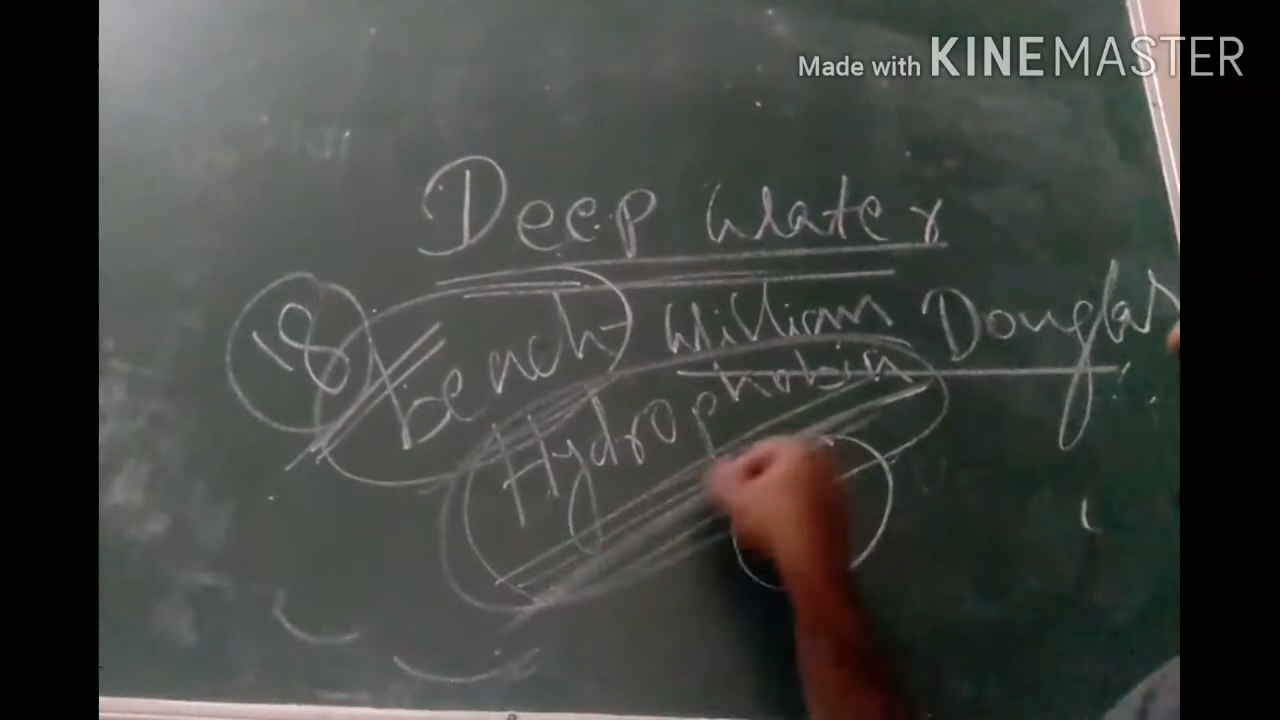 Made with KINEMASTER
Deep Water
18 bench - William Douglas
Hydrophobia